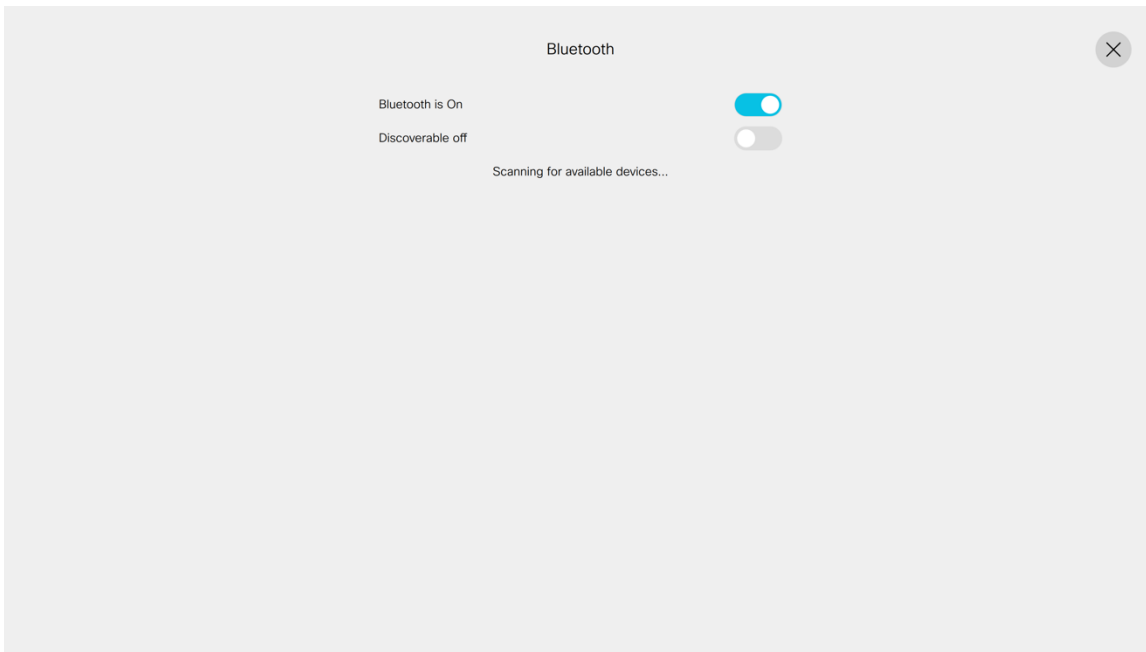 Bluetooth
Bluetooth is On
Discoverable off
Scanning for available devices...